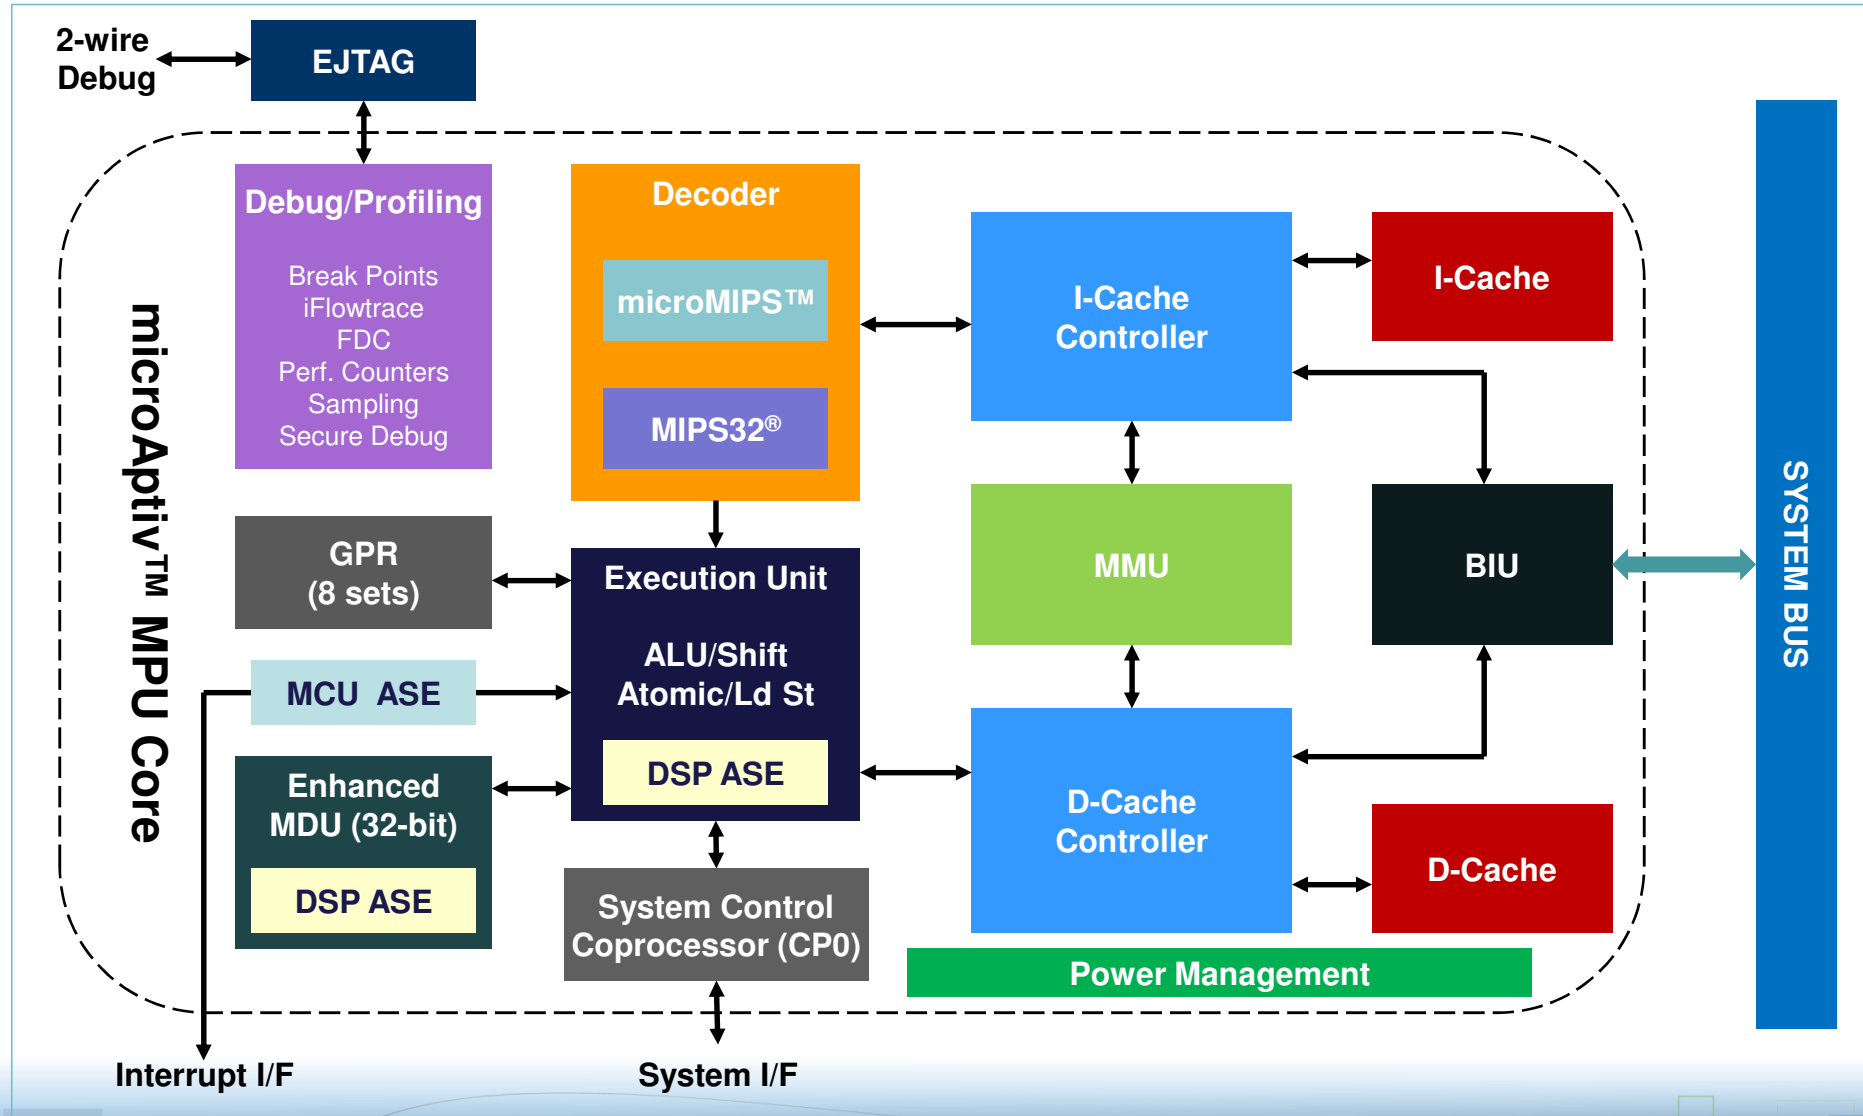 2-wire
Debug
EJTAG
microAptiv™ MPU Core
Debug/Profiling
Break Points
iFlowtrace
FDC
Perf. Counters
Sampling
Secure Debug
Decoder
microMIPS™
MIPS32®
I-Cache
Controller
I-Cache
GPR
(8 sets)
Execution Unit
ALU/Shift
Atomic/Ld St
DSP ASE
MMU
BIU
SYSTEM BUS
MCU ASE
Enhanced
MDU (32-bit)
DSP ASE
D-Cache
Controller
D-Cache
System Control
Coprocessor (CP0)
Power Management
Interrupt I/F
System I/F